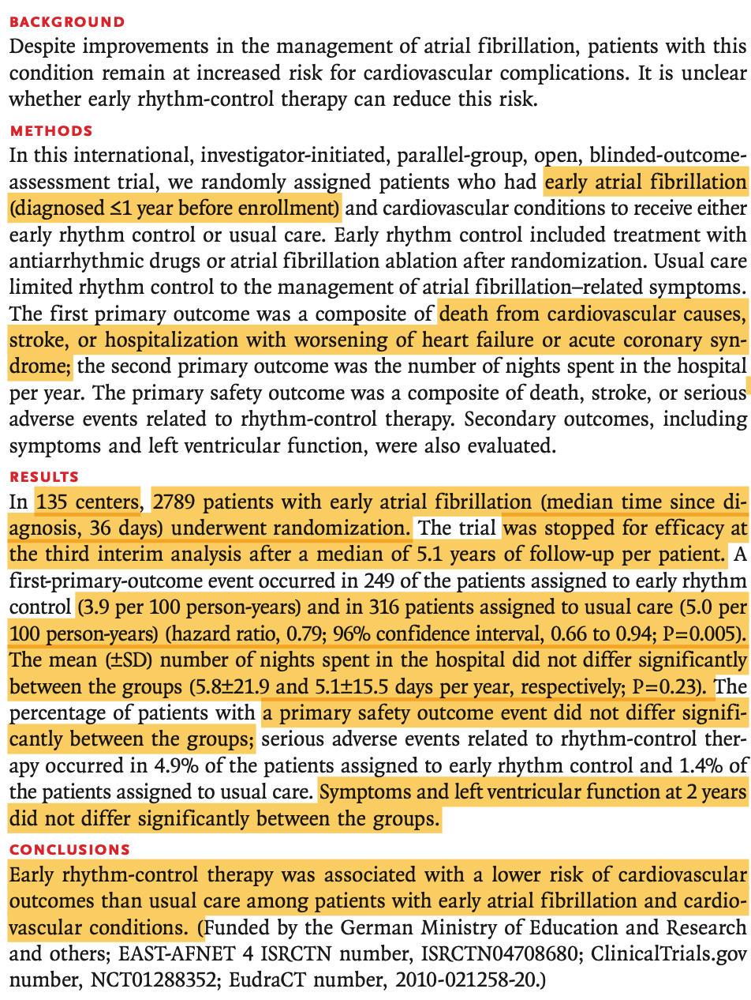 BACKGROUND
Despite improvements in the management of atrial fibrillation, patients with this
condition remain at increased risk for cardiovascular complications. It is unclear
whether early rhythm-control therapy can reduce this risk.
METHODS
In this international, investigator-initiated, parallel-group, open, blinded-outcome-
assessment trial, we randomly assigned patients who had early atrial fibrillation
(diagnosed ≤1 year before enrollment) and cardiovascular conditions to receive either
early rhythm control or usual care. Early rhythm control included treatment with
antiarrhythmic drugs or atrial fibrillation ablation after randomization. Usual care
limited rhythm control to the management of atrial fibrillation–related symptoms.
The first primary outcome was a composite of death from cardiovascular causes,
stroke, or hospitalization with worsening of heart failure or acute coronary syn-
drome; the second primary outcome was the number of nights spent in the hospital
per year. The primary safety outcome was a composite of death, stroke, or serious
adverse events related to rhythm-control therapy. Secondary outcomes, including
symptoms and left ventricular function, were also evaluated.
RESULTS
In 135 centers, 2789 patients with early atrial fibrillation (median time since di-
agnosis, 36 days) underwent randomization. The trial was stopped for efficacy at
the third interim analysis after a median of 5.1 years of follow-up per patient. A
first-primary-outcome event occurred in 249 of the patients assigned to early rhythm
control (3.9 per 100 person-years) and in 316 patients assigned to usual care (5.0 per
100 person-years) (hazard ratio, 0.79; 96% confidence interval, 0.66 to 0.94; P=0.005).
The mean (±SD) number of nights spent in the hospital did not differ significantly
between the groups (5.8±21.9 and 5.1±15.5 days per year, respectively; P=0.23). The
percentage of patients with a primary safety outcome event did not differ signifi-
cantly between the groups; serious adverse events related to rhythm-control ther-
apy occurred in 4.9% of the patients assigned to early rhythm control and 1.4% of
the patients assigned to usual care. Symptoms and left ventricular function at 2 years
did not differ significantly between the groups.
CONCLUSIONS
Early rhythm-control therapy was associated with a lower risk of cardiovascular
outcomes than usual care among patients with early atrial fibrillation and cardio-
vascular conditions. (Funded by the German Ministry of Education and Research
and others; EAST-AFNET 4 ISRCTN number, ISRCTN04708680; ClinicalTrials.gov
number, NCT01288352; EudraCT number, 2010-021258-20.)